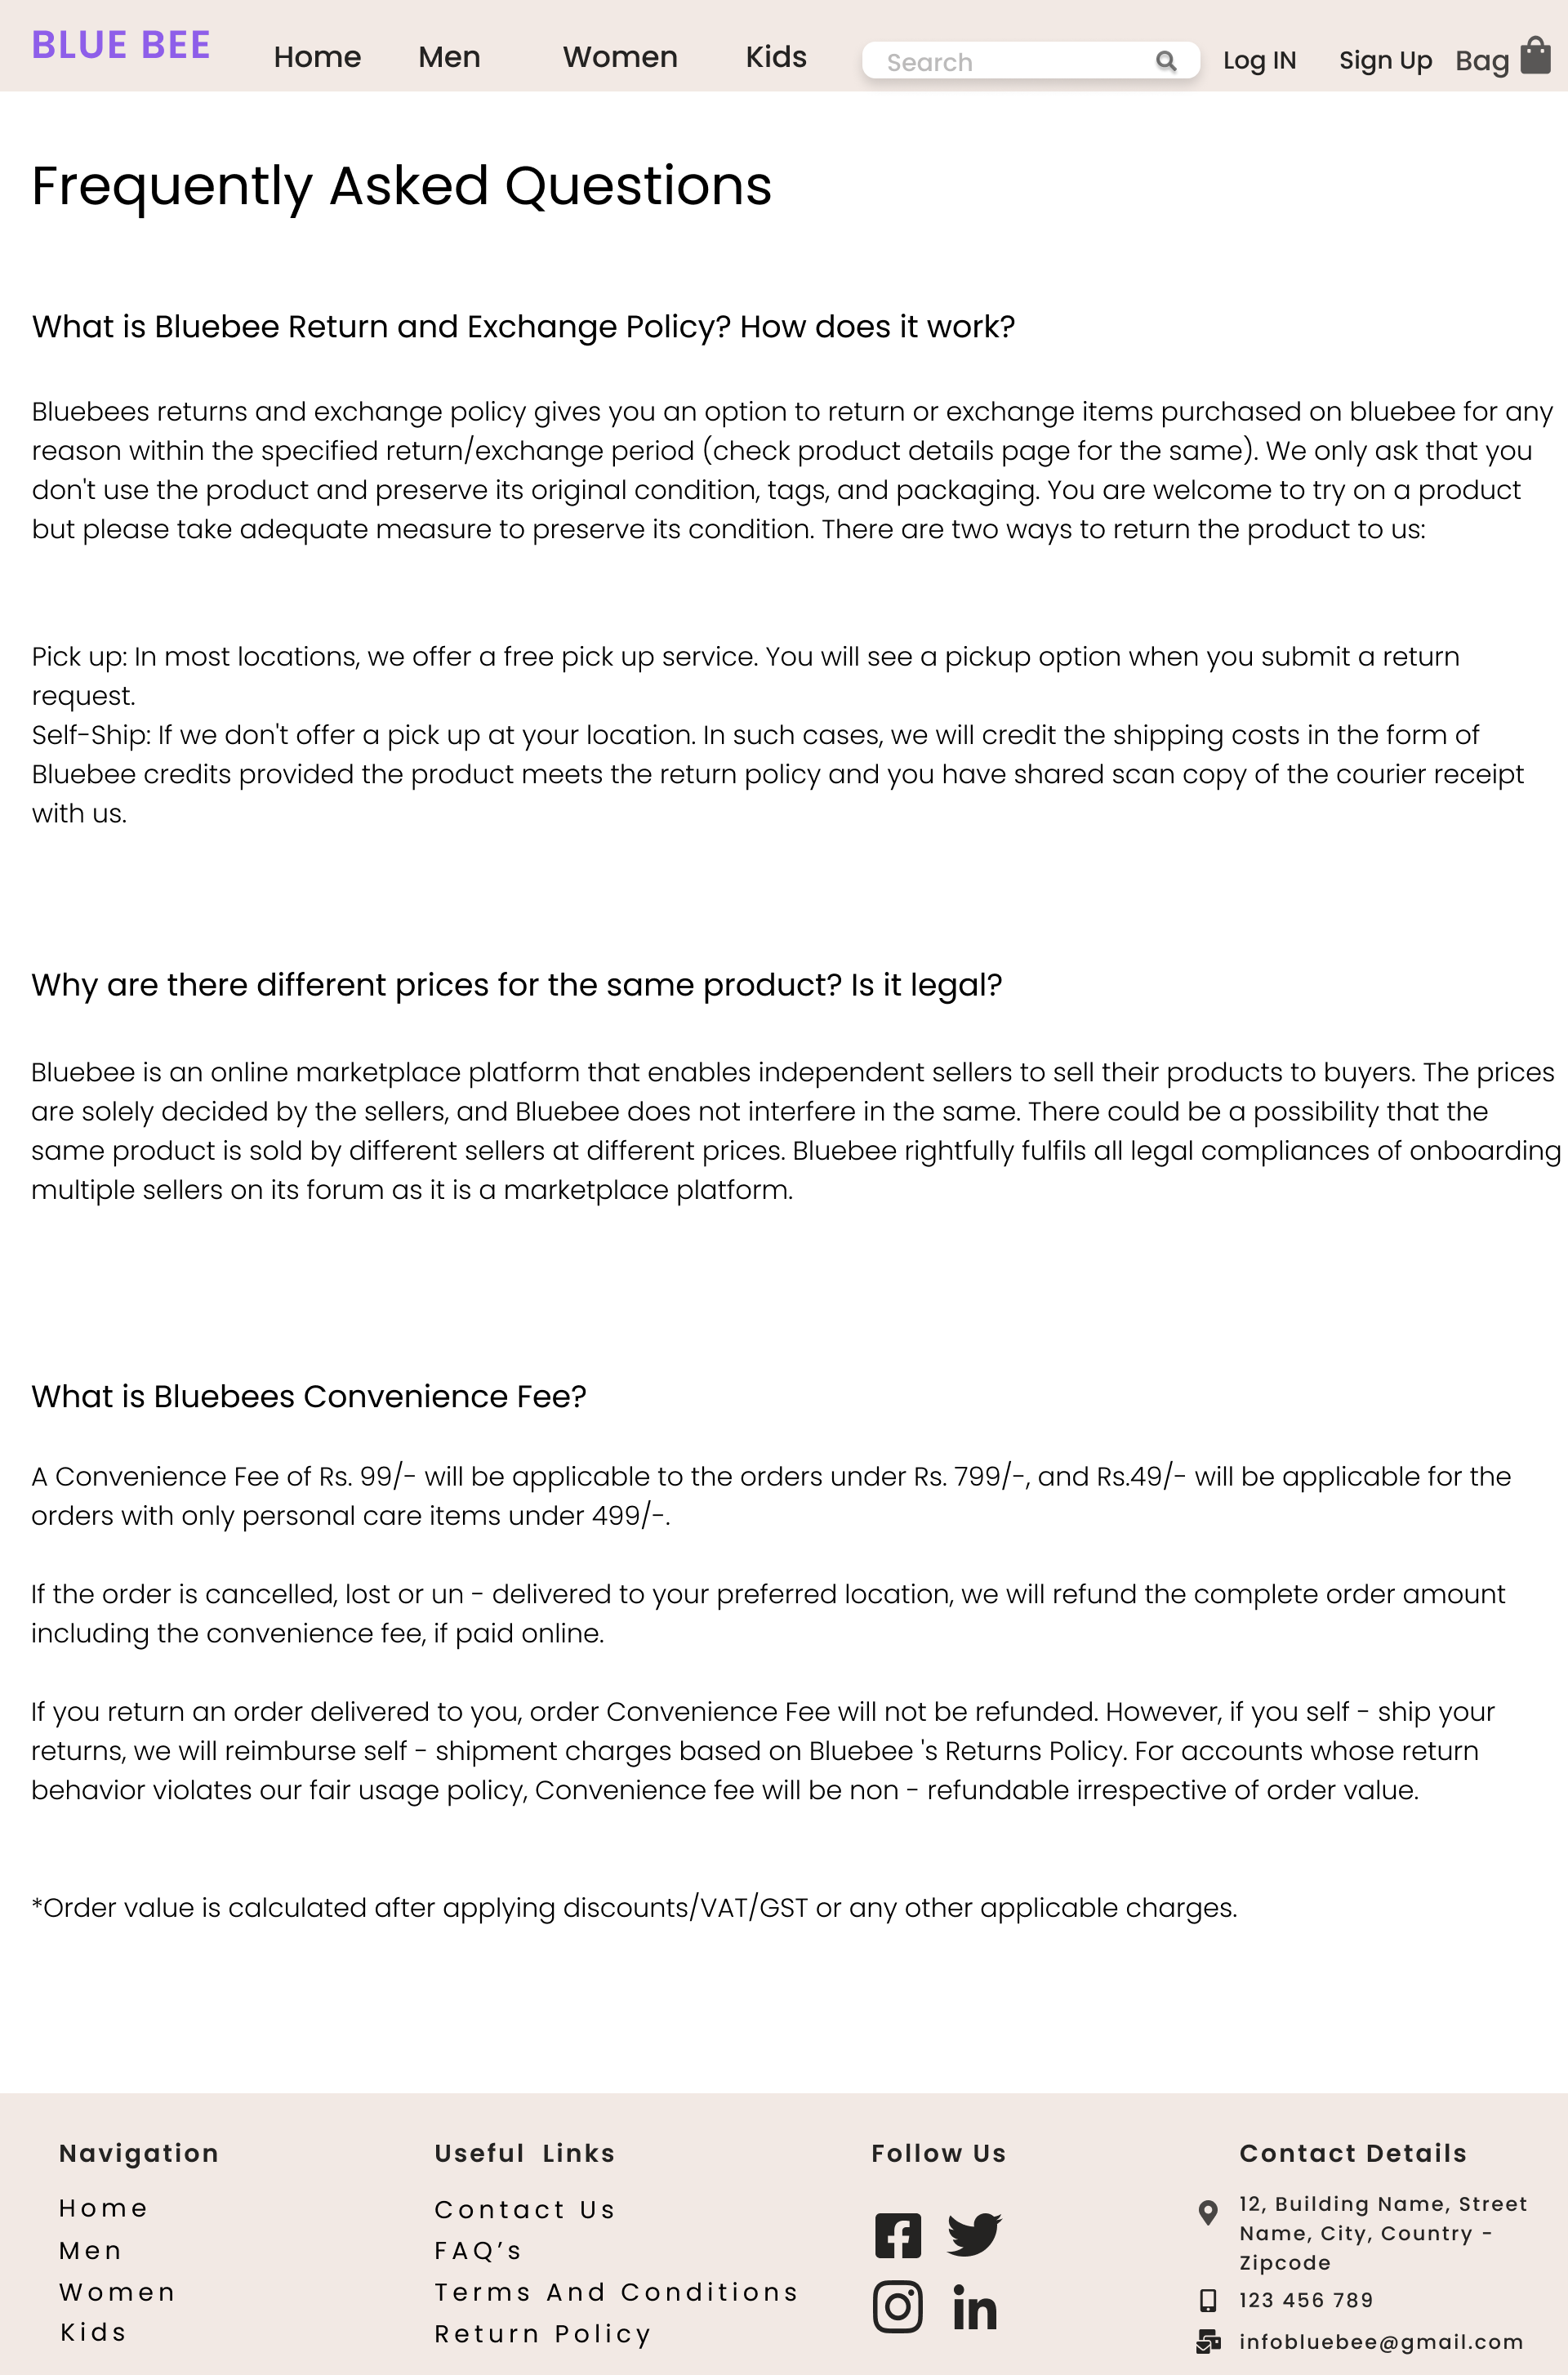 BLUE BEE
Home Men Women Kids Search Log IN Sign Up Bag
Frequently Asked Questions
What is Bluebee Return and Exchange Policy? How does it work?
Bluebees returns and exchange policy gives you an option to return or exchange items purchased on bluebee for any
reason within the specified return/exchange period (check product details page for the same). We only ask that you
don't use the product and preserve its original condition, tags, and packaging. You are welcome to try on a product
but please take adequate measure to preserve its condition. There are two ways to return the product to us:
Pick up: In most locations, we offer a free pick up service. You will see a pickup option when you submit a return
request.
Self-Ship: If we don't offer a pick up at your location. In such cases, we will credit the shipping costs in the form of
Bluebee credits provided the product meets the return policy and you have shared scan copy of the courier receipt
with us.
Why are there different prices for the same product? Is it legal?
Bluebee is an online marketplace platform that enables independent sellers to sell their products to buyers. The prices
are solely decided by the sellers, and Bluebee does not interfere in the same. There could be a possibility that the
same product is sold by different sellers at different prices. Bluebee rightfully fulfils all legal compliances of onboarding
multiple sellers on its forum as it is a marketplace platform.
What is Bluebees Convenience Fee?
A Convenience Fee of Rs. 99/- will be applicable to the orders under Rs. 799/-, and Rs.49/- will be applicable for the
orders with only personal care items under 499/-.
If the order is cancelled, lost or un - delivered to your preferred location, we will refund the complete order amount
including the convenience fee, if paid online.
If you return an order delivered to you, order Convenience Fee will not be refunded. However, if you self - ship your
returns, we will reimburse self - shipment charges based on Bluebee 's Returns Policy. For accounts whose return
behavior violates our fair usage policy, Convenience fee will be non - refundable irrespective of order value.
*Order value is calculated after applying discounts/VAT/GST or any other applicable charges.
Navigation
Home
Men
Women
Kids
Useful Links
Contact Us
FAQ’s
Terms And Conditions
Return Policy
Follow Us
Contact Details
12, Building Name, Street
Name, City, Country -
Zipcode
123 456 789
infobluebee@gmail.com